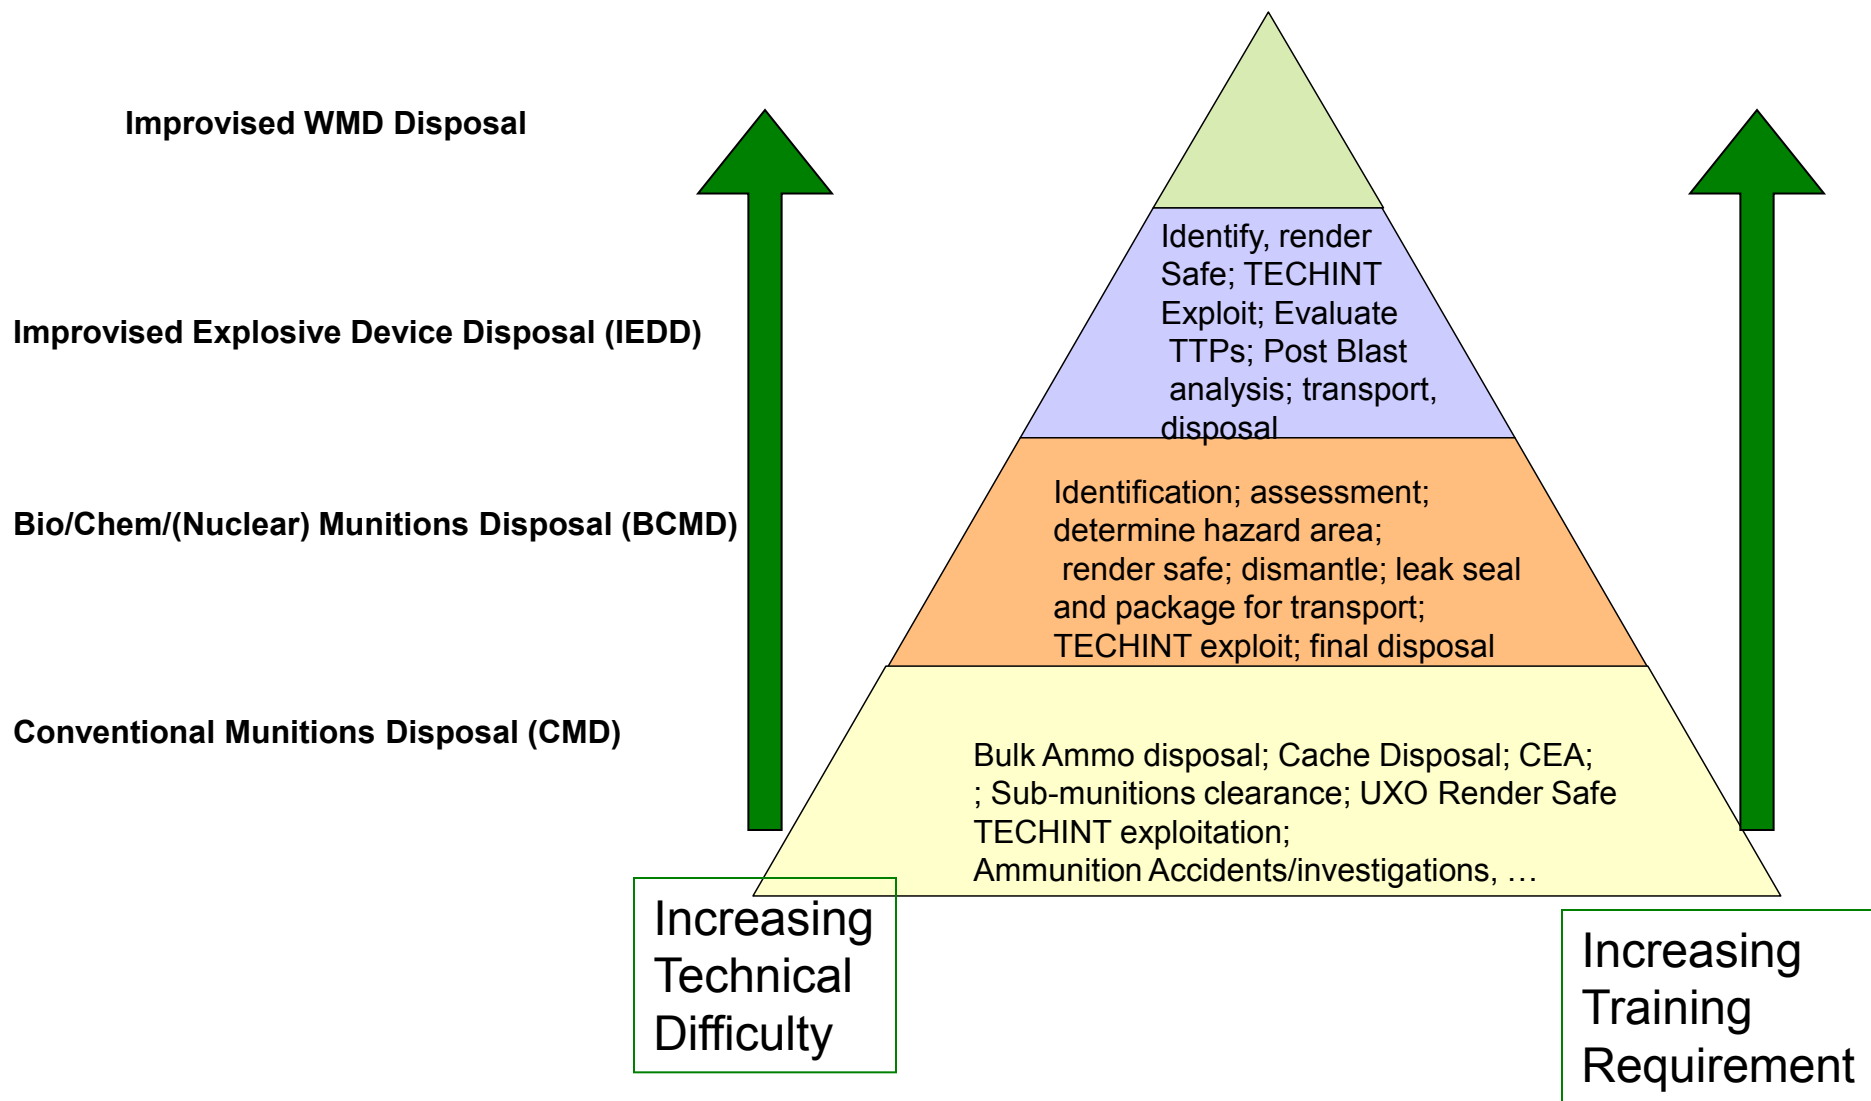 Improvised WMD Disposal
Identify, render
Safe; TECHINT
Exploit; Evaluate
TTPs; Post Blast
analysis; transport,
disposal
Improvised Explosive Device Disposal (IEDD)
Identification; assessment;
determine hazard area;
render safe; dismantle; leak seal
and package for transport;
TECHINT exploit; final disposal
Bio/Chem/(Nuclear) Munitions Disposal (BCMD)
Conventional Munitions Disposal (CMD)
Bulk Ammo disposal; Cache Disposal; CEA;
; Sub-munitions clearance; UXO Render Safe
TECHINT exploitation;
Ammunition Accidents/investigations, …
Increasing
Technical
Difficulty
Increasing
Training
Requirement